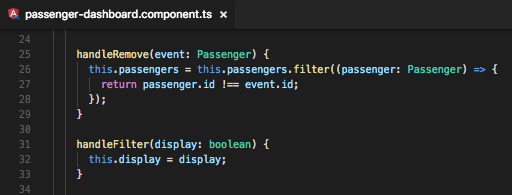 passenger-dashboard.component.ts ×
24
25 handleRemove(event: Passenger) {
26 this.passengers = this.passengers.filter((passenger: Passenger) => {
27 return passenger.id !== event.id;
28 });
29 }
30
31 handleFilter(display: boolean) {
32 this.display = display;
33 }
34